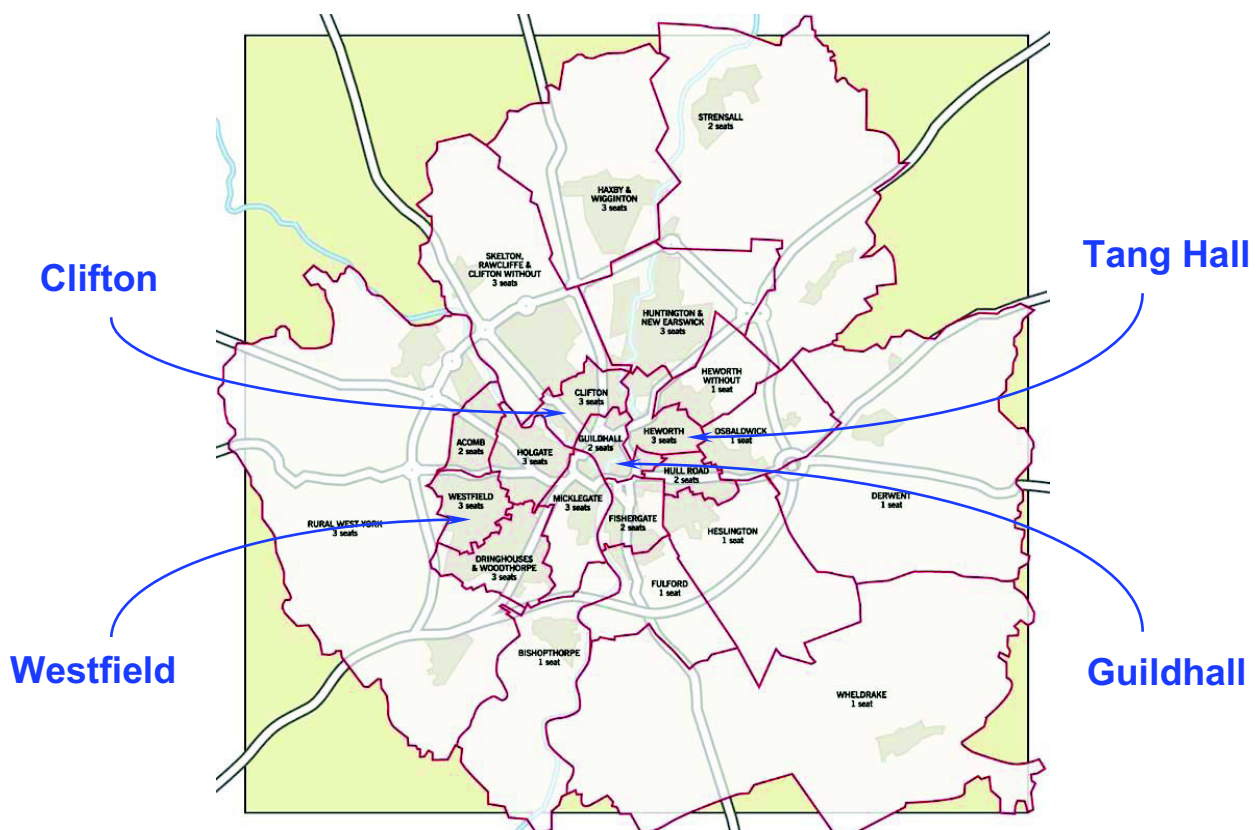 STRENSALL
2 seats
HAXBY &
WIGGINTON
3 seats
SKELTON,
RAWCLIFFE &
CLIFTON WITHOUT
3 seats
Clifton
Tang Hall
HUNTINGTON &
NEW EARSWICK
3 seats
HEWORTH
WITHOUT
1 seat
CLIFTON
3 seats
HEWORTH
3 seats
OSBALDWICK
1 seat
GUILDHALL
2 seats
ACOMB
2 seats
HOLGATE
3 seats
HULL ROAD
2 seats
WESTFIELD
3 seats
MICKLEGATE
3 seats
DERWENT
1 seat
RURAL WEST YORK
3 seats
FISHERGATE
2 seats
HESLINGTON
1 seat
DRINGHOUSES
& WOODTHORPE
3 seats
FULFORD
1 seat
BISHOPTHORPE
1 seat
Westfield
Guildhall
WHELDRAKE
1 seat